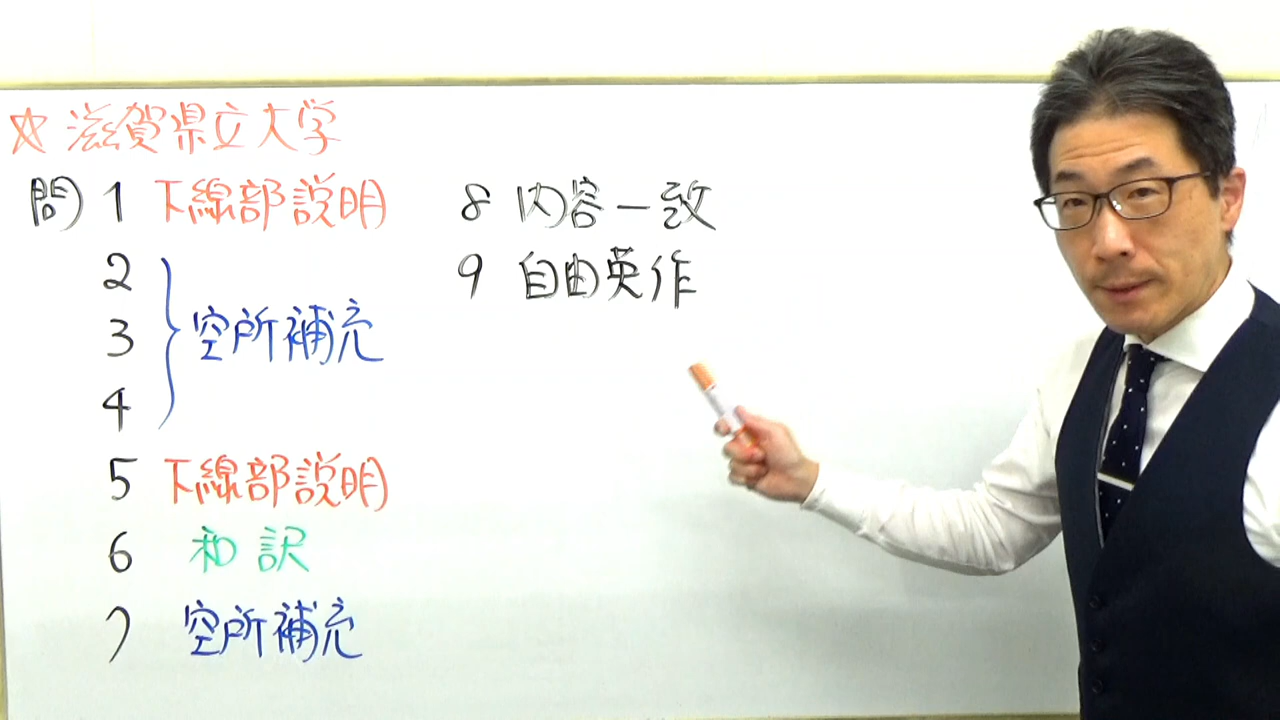 ☆ 滋賀県立大学
問 1 下線部説明
2
3 空所補充
4
5 下線部説明
6 和訳
7 空所補充
8 内容一致
9 自由英作